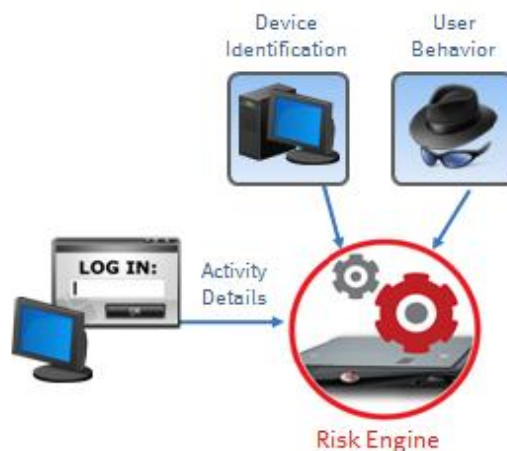 Device
Identification
User
Behavior
LOG IN:
Activity
Details
Risk Engine